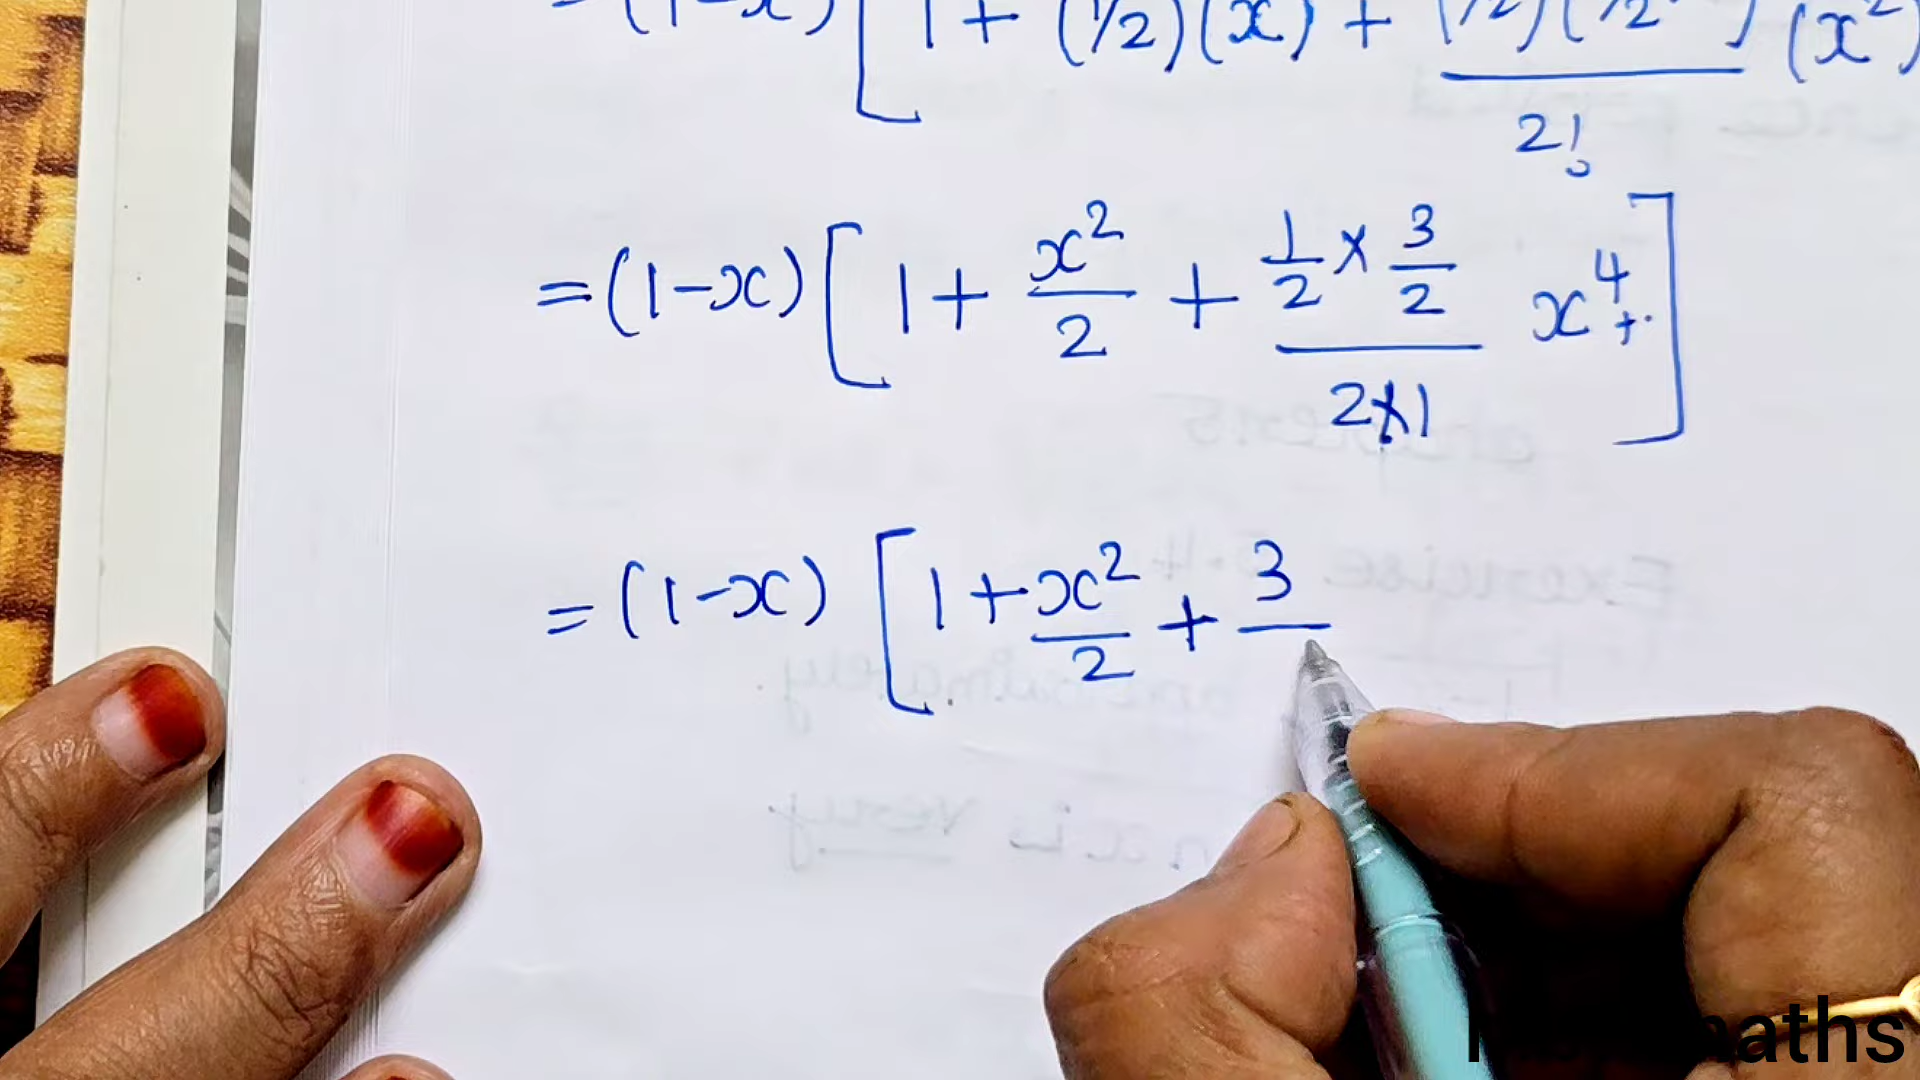 = (1-x) [ 1 + (1/2)(x) + (1/2)(1/2 (x²)
2!
= (1-x) [ 1 + x²/2 + 1/2 × 3/2 / 2×1 x⁴ +. ]
= (1-x) [ 1 + x²/2 + 3/
maths